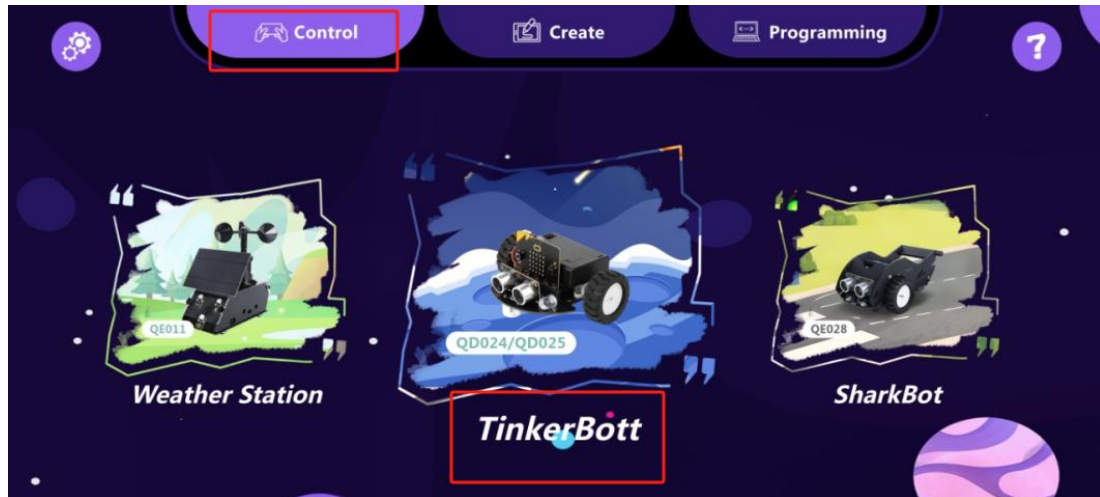 Control
Create
Programming
?
QE011
QD024/QD025
QE028
Weather Station
TinkerBott
SharkBot